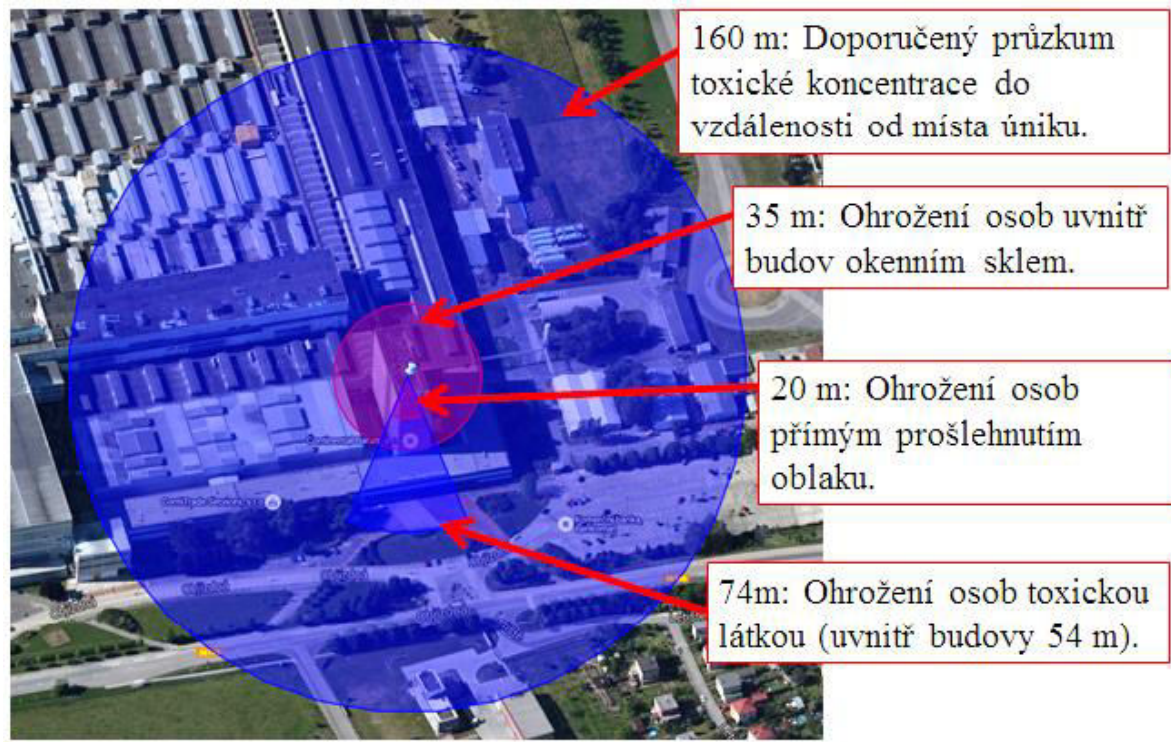 160 m: Doporučený průzkum
toxické koncentrace do
vzdálenosti od místa úniku.
35 m: Ohrožení osob uvnitř
budov okenním sklem.
20 m: Ohrožení osob
přímým prošlehnutím
oblaku.
74m: Ohrožení osob toxickou
látkou (uvnitř budovy 54 m).